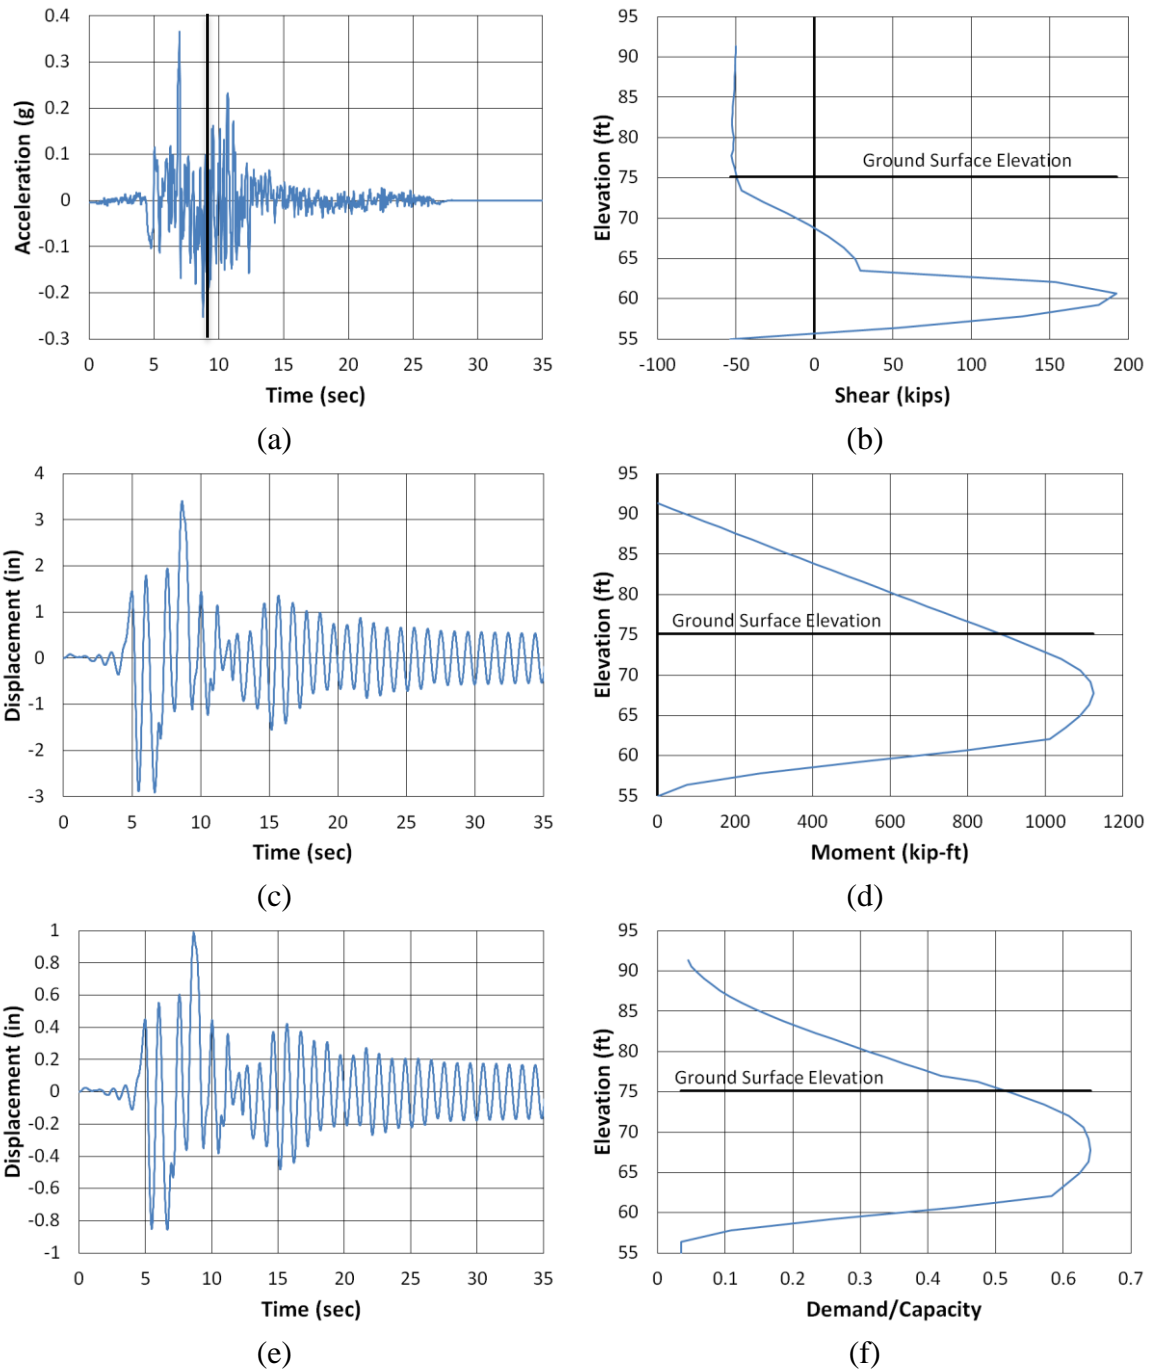 0.4
0.3
0.2
0.1
0
-0.1
-0.2
-0.3
Acceleration (g)
0 5 10 15 20 25 30 35
Time (sec)
(a)
95
90
85
80
75
70
65
60
55
Elevation (ft)
Ground Surface Elevation
-100 -50 0 50 100 150 200
Shear (kips)
(b)
4
3
2
1
0
-1
-2
-3
Displacement (in)
0 5 10 15 20 25 30 35
Time (sec)
(c)
95
90
85
80
75
70
65
60
55
Elevation (ft)
Ground Surface Elevation
0 200 400 600 800 1000 1200
Moment (kip-ft)
(d)
1
0.8
0.6
0.4
0.2
0
-0.2
-0.4
-0.6
-0.8
-1
Displacement (in)
0 5 10 15 20 25 30 35
Time (sec)
(e)
95
90
85
80
75
70
65
60
55
Elevation (ft)
Ground Surface Elevation
0 0.1 0.2 0.3 0.4 0.5 0.6 0.7
Demand/Capacity
(f)